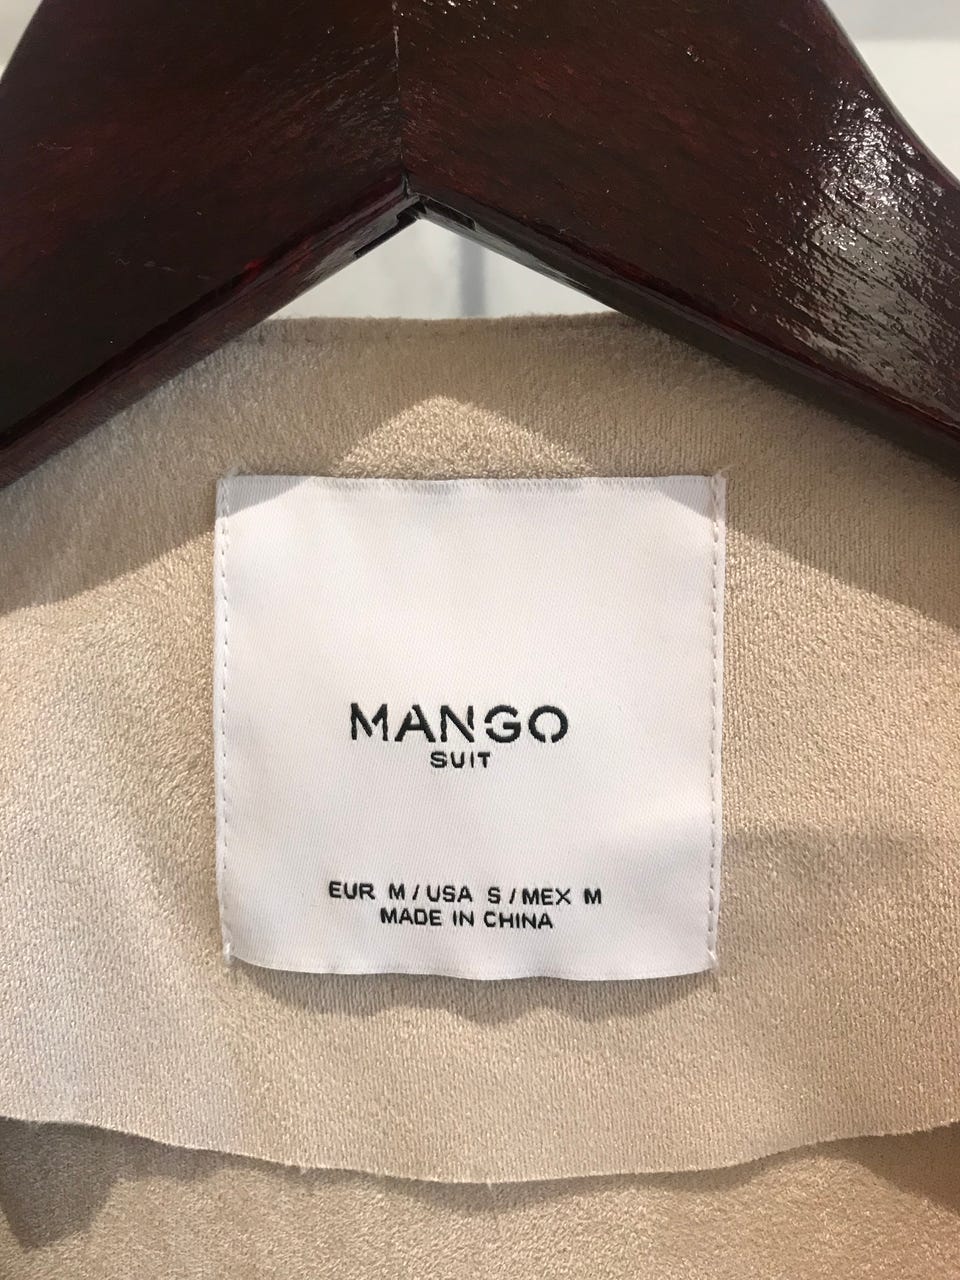 MANGO
SUIT
EUR M / USA S / MEX M
MADE IN CHINA